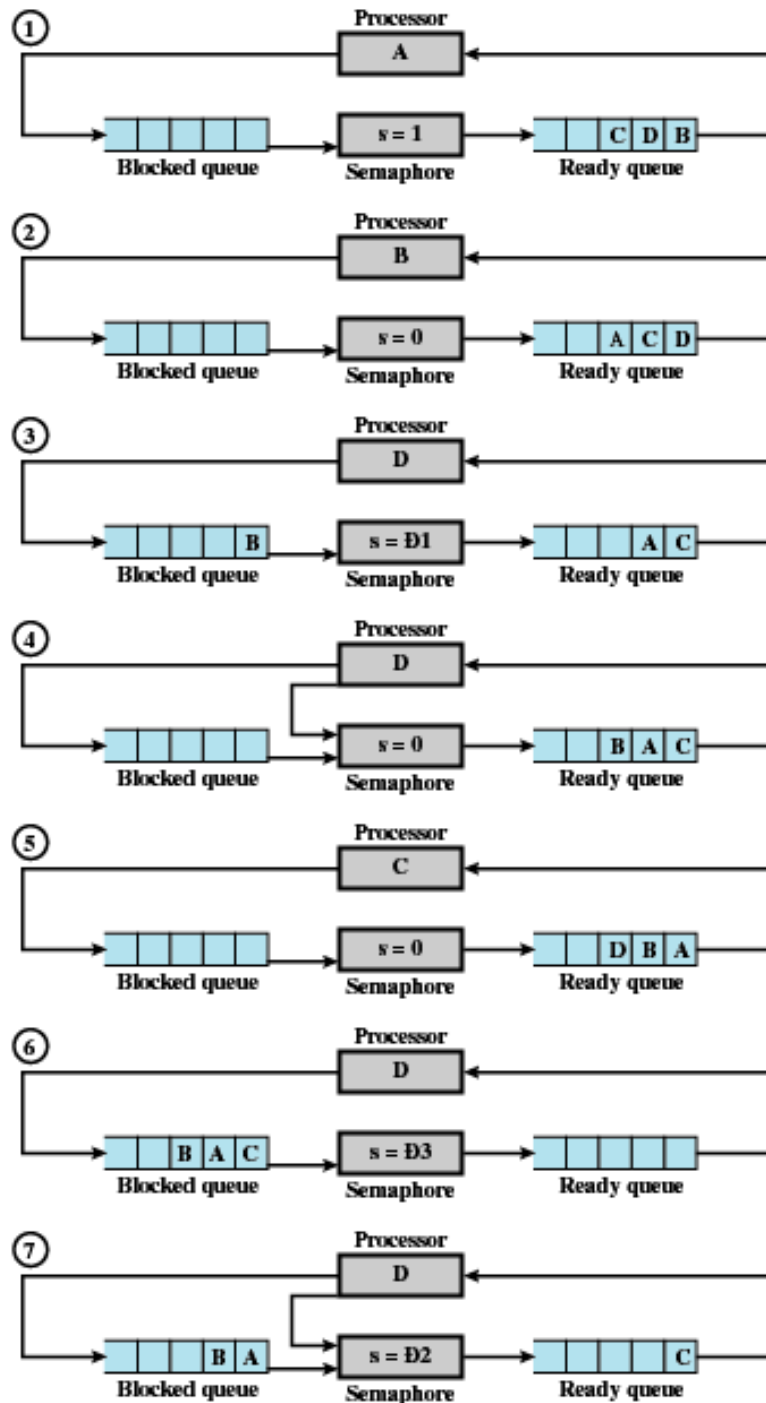 1
Processor
A
s = 1
C D B
Blocked queue
Semaphore
Ready queue
2
Processor
B
s = 0
A C D
Blocked queue
Semaphore
Ready queue
3
Processor
D
B
s = Đ1
A C
Blocked queue
Semaphore
Ready queue
4
Processor
D
s = 0
B A C
Blocked queue
Semaphore
Ready queue
5
Processor
C
s = 0
D B A
Blocked queue
Semaphore
Ready queue
6
Processor
D
B A C
s = Đ3
Blocked queue
Semaphore
Ready queue
7
Processor
D
B A
s = Đ2
C
Blocked queue
Semaphore
Ready queue